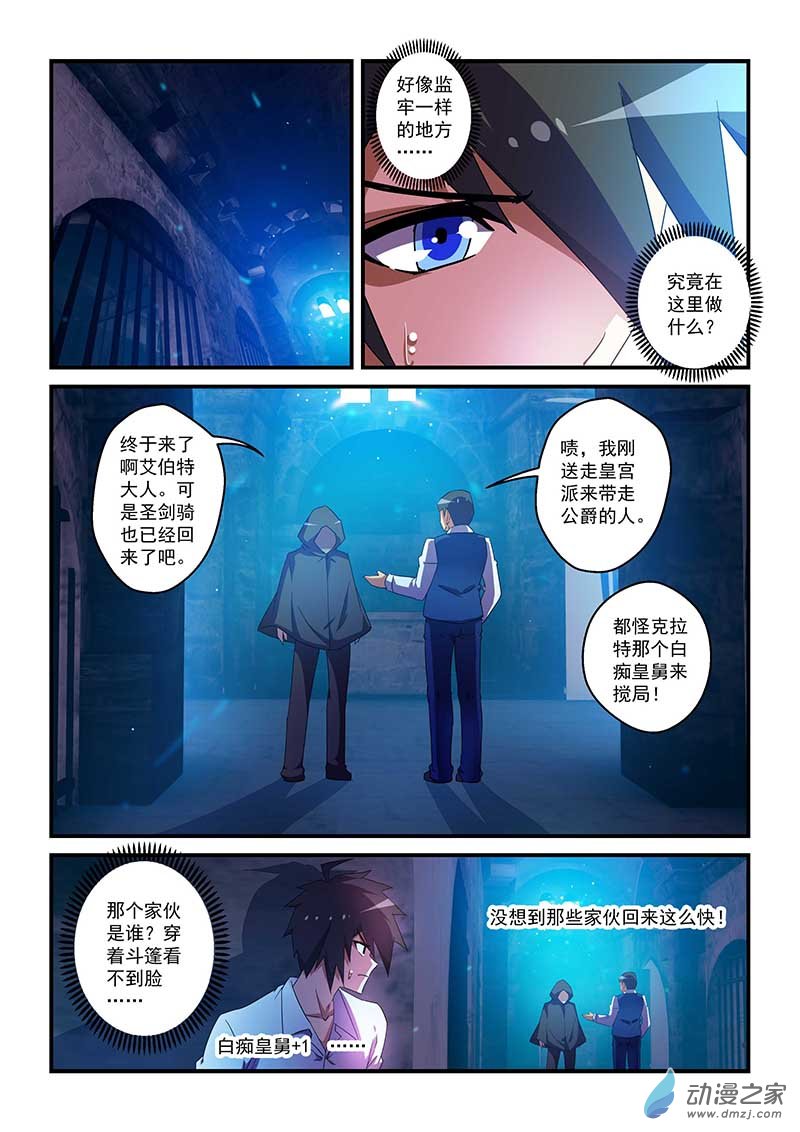 好像监
牢一样
的地方
……
究竟在
这里做
什么？
终于来了
啊艾伯特
大人。可
是圣剑骑
也已经回
来了吧。
啧，我刚
送走皇宫
派来带走
公爵的人。
都怪克拉
特那个白
痴皇舅来
搅局！
那个家伙
是谁？穿
着斗篷看
不到脸
……
没想到那些家伙回来这么快！
白痴皇舅+1 ……
动漫之家
www.dmzj.com